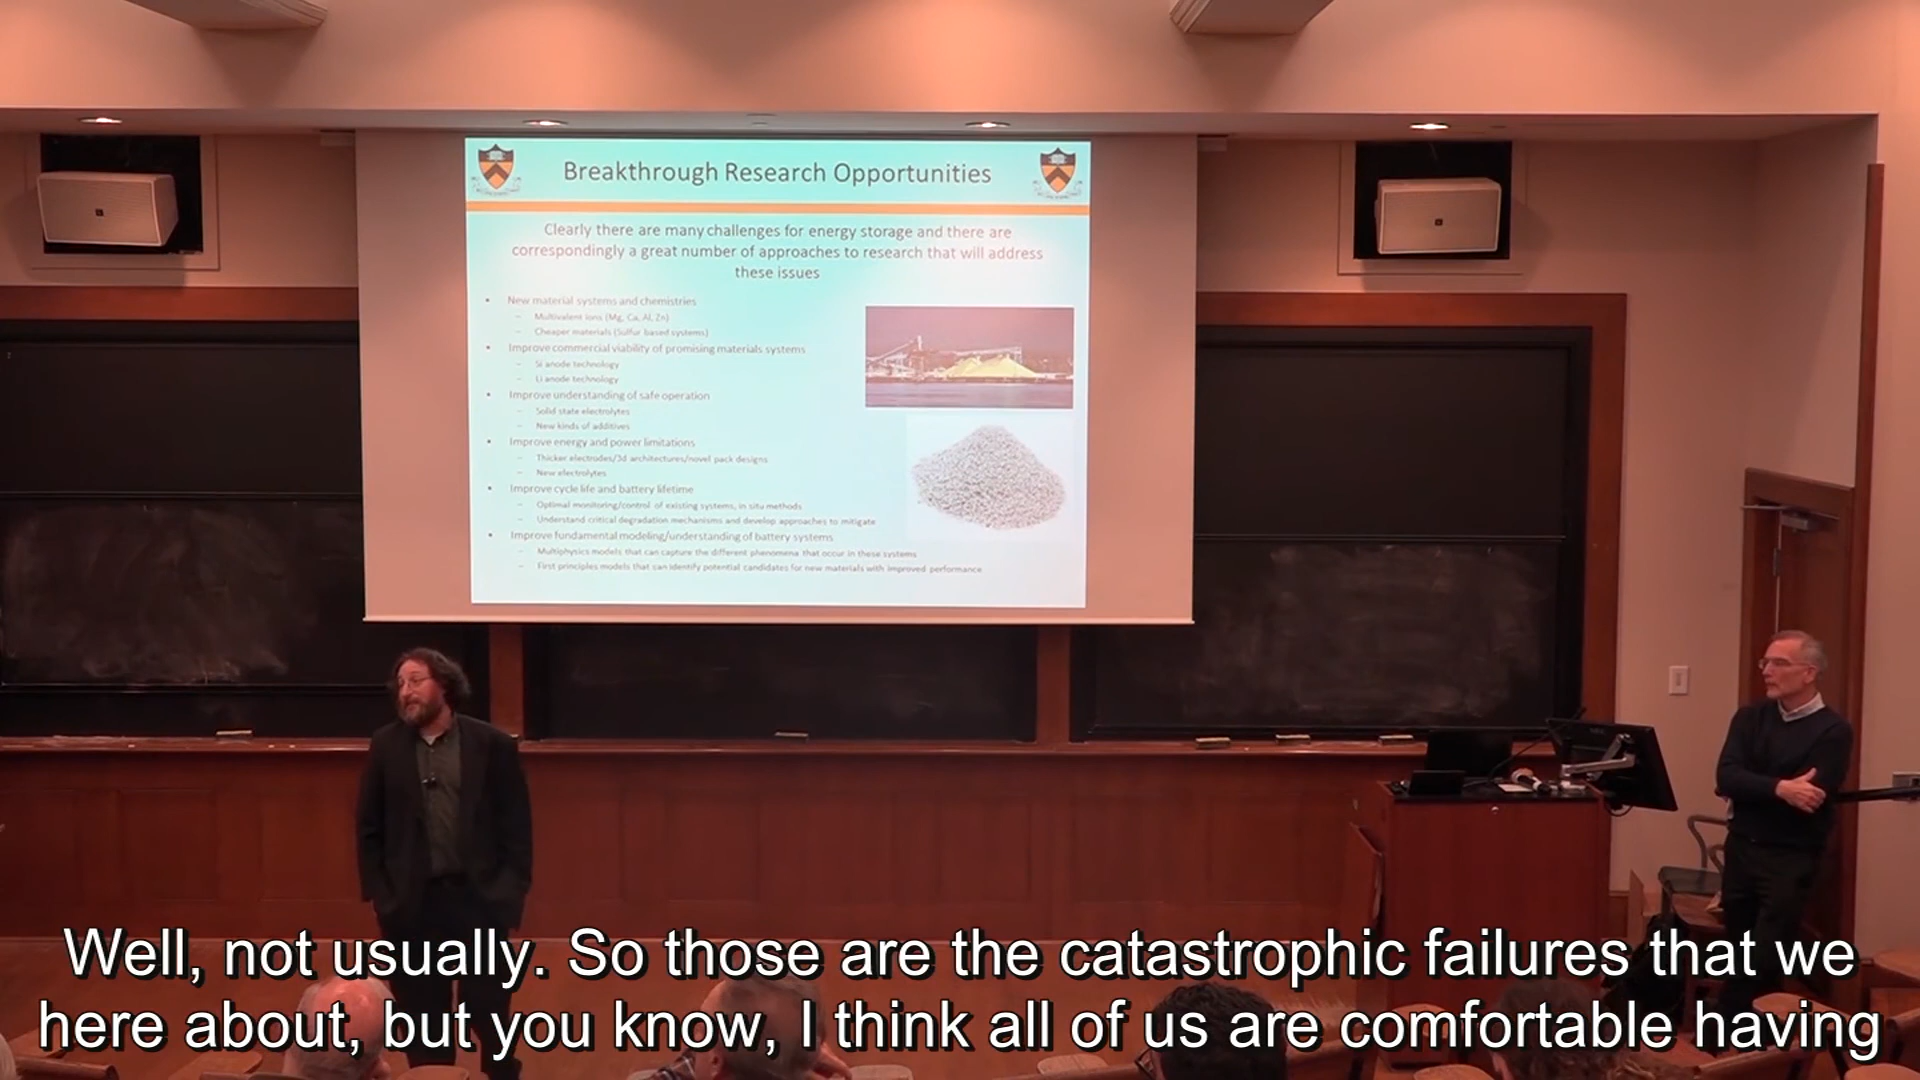 Breakthrough Research Opportunities
Clearly there are many challenges for energy storage and there are
correspondingly a great number of approaches to research that will address
these issues
• New material systems and chemistries
– Multivalent ions (Mg, Ca, Al, Zn)
– Cheaper materials (Sulfur based systems)
• Improve commercial viability of promising materials systems
– Si anode technology
– Li anode technology
• Improve understanding of safe operation
– Solid state electrolytes
– New kinds of additives
• Improve energy and power limitations
– Thicker electrodes/3d architectures/novel pack designs
– New electrolytes
• Improve cycle life and battery lifetime
– Optimal monitoring/control of existing systems, in situ methods
– Understand critical degradation mechanisms and develop approaches to mitigate
• Improve fundamental modeling/understanding of battery systems
– Multiphysics models that can capture the different phenomena that occur in these systems
– First principles models that can identify potential candidates for new materials with improved performance
Well, not usually. So those are the catastrophic failures that we
here about, but you know, I think all of us are comfortable having